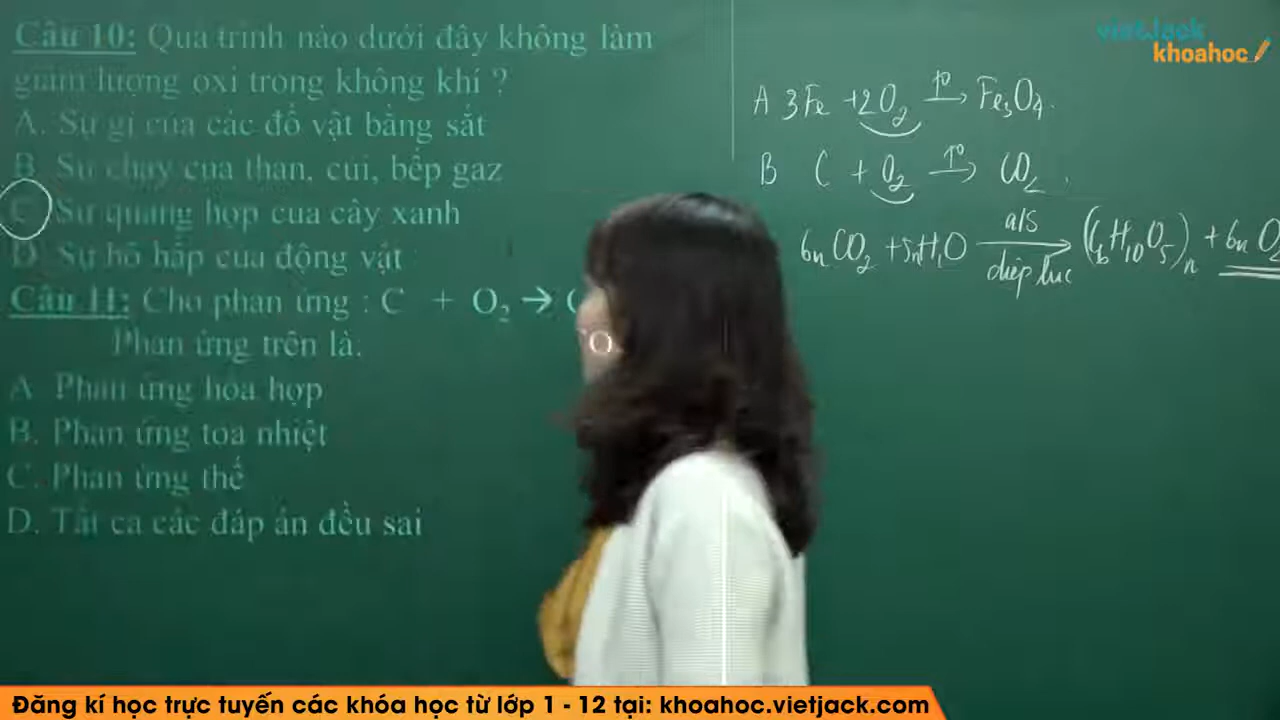 Câu 10: Quá trình nào dưới đây không làm
giảm lượng oxi trong không khí ?
A. Sự gỉ của các đồ vật bằng sắt
B. Sự cháy của than, củi, bếp gaz
C. Sự quang hợp của cây xanh
D. Sự hô hấp của động vật
Câu 11: Cho phản ứng : C + O₂ →
Phản ứng trên là.
A. Phản ứng hóa hợp
B. Phản ứng tỏa nhiệt
C. Phản ứng thế
D. Tất cả các đáp án đều sai
A 3Fe + 2O₂ →(t°) Fe₃O₄.
B C + O₂ →(t°) CO₂.
6nCO₂ + 5nH₂O →(a/s, diệp lục) (C₆H₁₀O₅)n + 6nO₂
vietJack
khoahoc
Đăng kí học trực tuyến các khóa học từ lớp 1 - 12 tại: khoahoc.vietjack.com